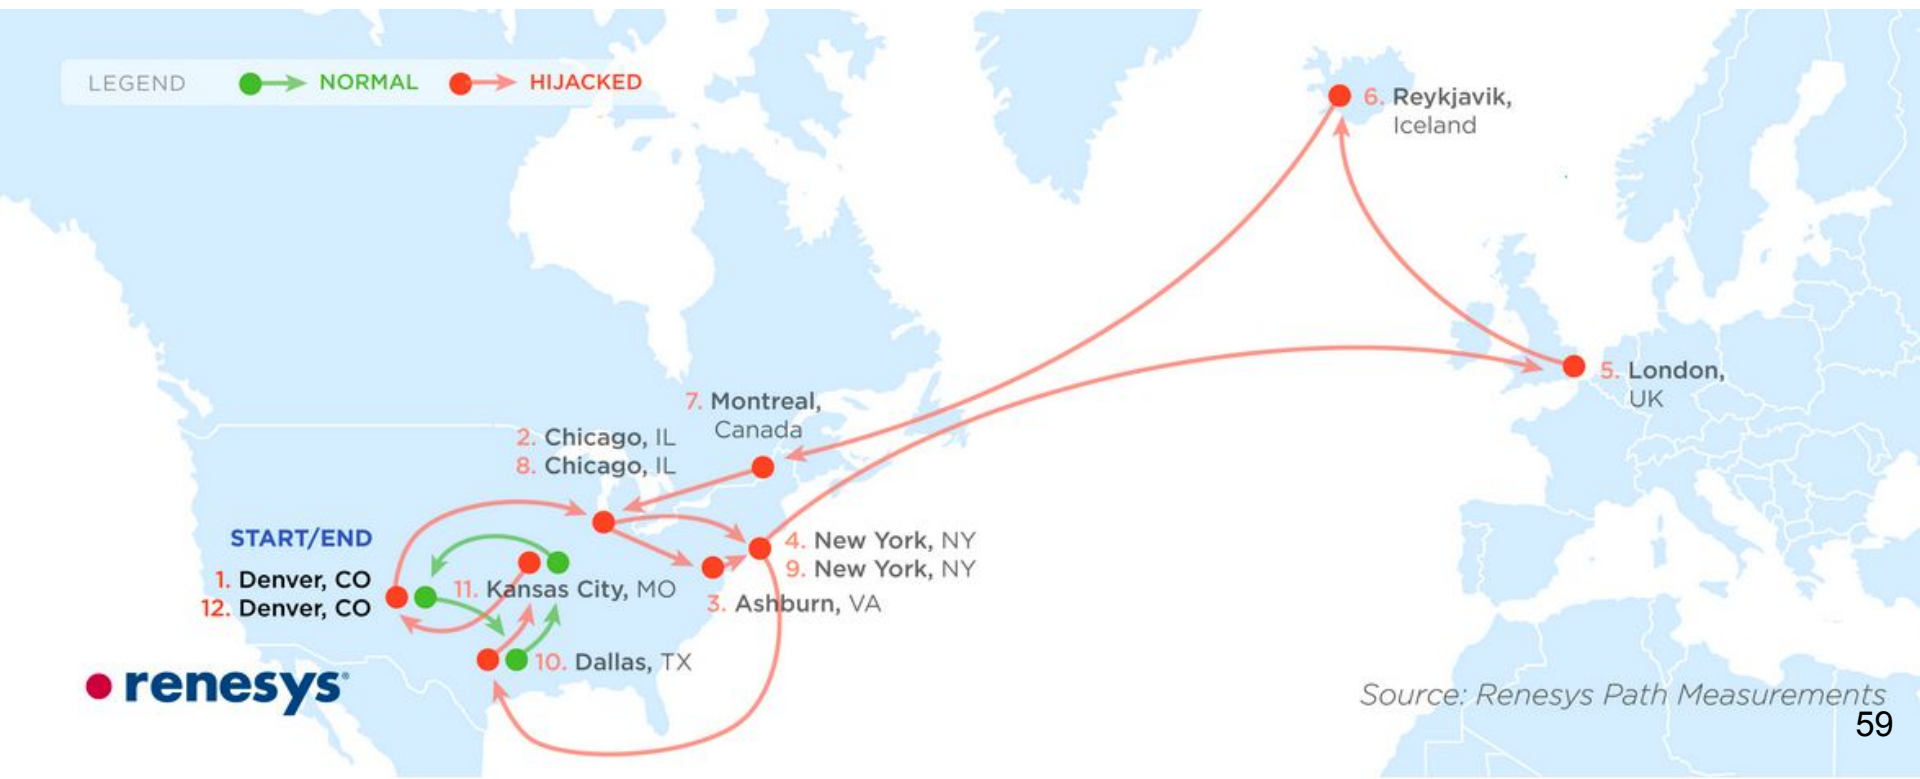 LEGEND NORMAL HIJACKED
6. Reykjavik,
Iceland
5. London,
UK
7. Montreal,
Canada
2. Chicago, IL
8. Chicago, IL
START/END
1. Denver, CO
12. Denver, CO
4. New York, NY
9. New York, NY
11. Kansas City, MO
3. Ashburn, VA
10. Dallas, TX
renesys
Source: Renesys Path Measurements
59